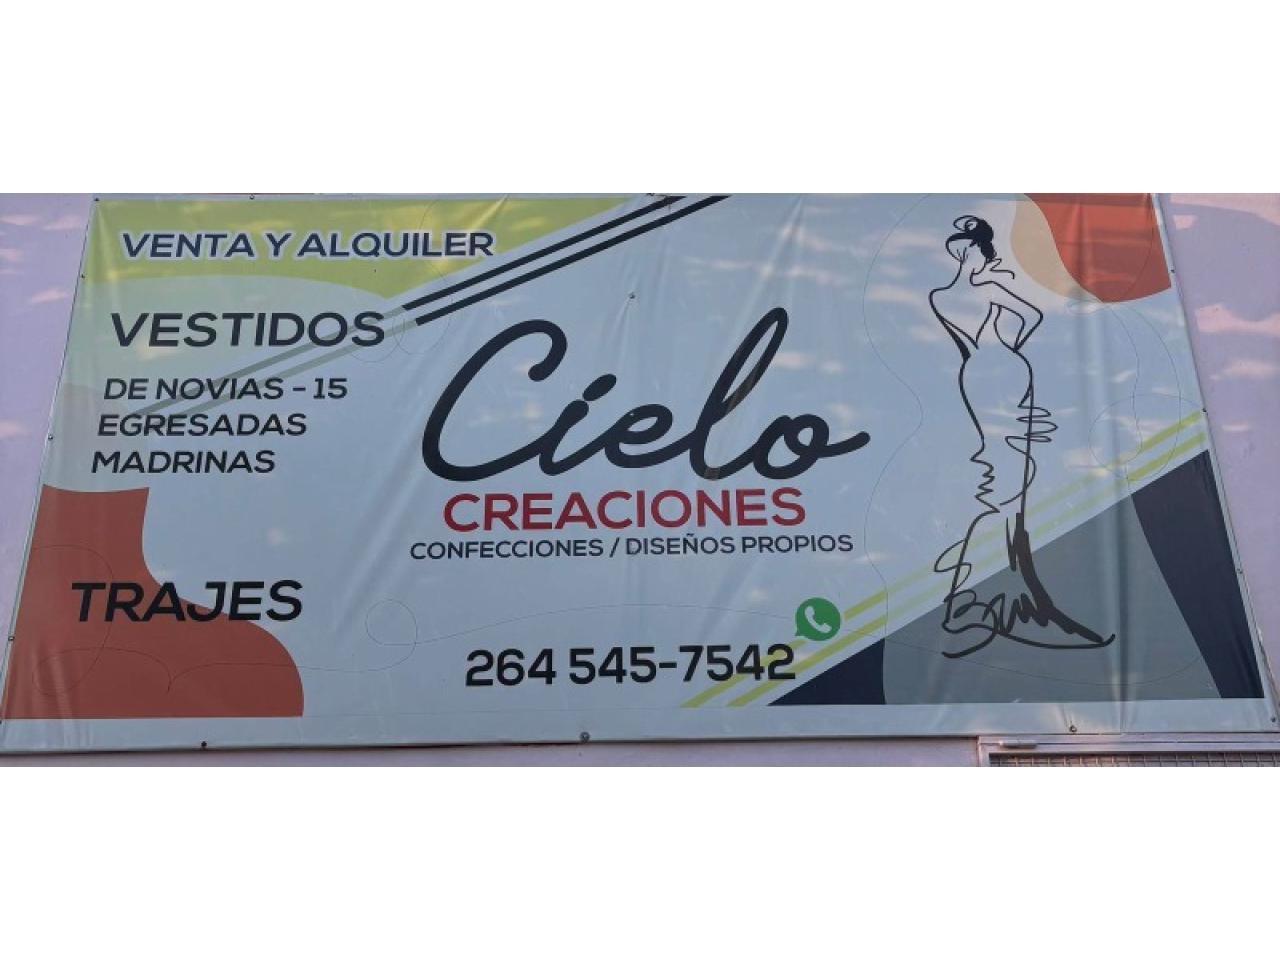 VENTA Y ALQUILER
VESTIDOS
DE NOVIAS - 15
EGRESADAS
MADRINAS
TRAJES
Cielo
CREACIONES
CONFECCIONES / DISEÑOS PROPIOS
264 545-7542